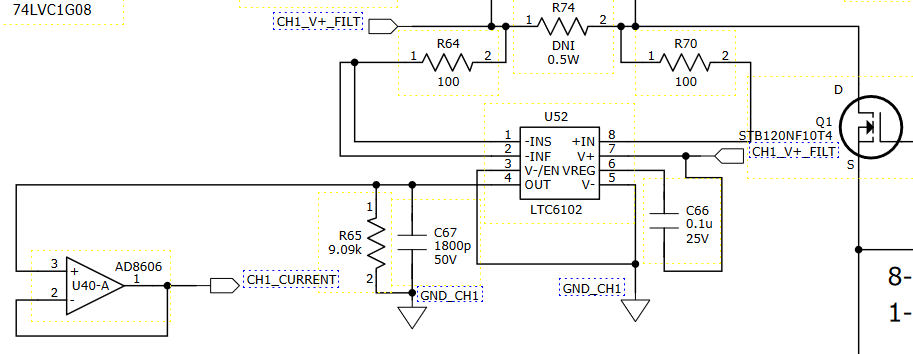 74LVC1G08
CH1_V+_FILT
R74
1
2
DNI
0.5W
R64
1
2
100
R70
1
2
100
D
Q1
STB120NF10T4
S
U52
1
-INS
+IN
8
2
-INF
V+
7
CH1_V+_FILT
3
V-/EN
VREG
6
4
OUT
V-
5
LTC6102
1
R65
9.09k
2
C67
1800p
50V
C66
0.1u
25V
AD8606
3
+
U40-A
1
2
-
CH1_CURRENT
GND_CH1
GND_CH1
8-
1-